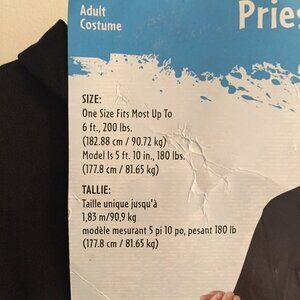 Adult
Costume
Pries
SIZE:
One Size Fits Most Up To
6 ft., 200 lbs.
(182.88 cm / 90.72 kg)
Model Is 5 ft. 10 in., 180 lbs.
(177.8 cm / 81.65 kg)
TAILLE:
Taille unique jusqu'à
1,83 m/90,9 kg
modèle mesurant 5 pi 10 po, pesant 180 lb
(177.8 cm / 81.65 kg)